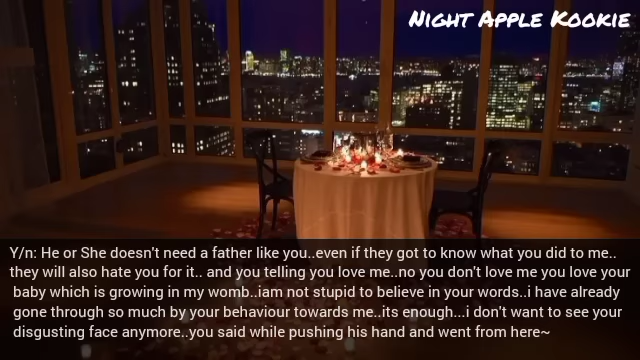 Night Apple Kookie
Y/n: He or She doesn't need a father like you..even if they got to know what you did to me..
they will also hate you for it.. and you telling you love me..no you don't love me you love your
baby which is growing in my womb..iam not stupid to believe in your words..i have already
gone through so much by your behaviour towards me..its enough...i don't want to see your
disgusting face anymore..you said while pushing his hand and went from here~